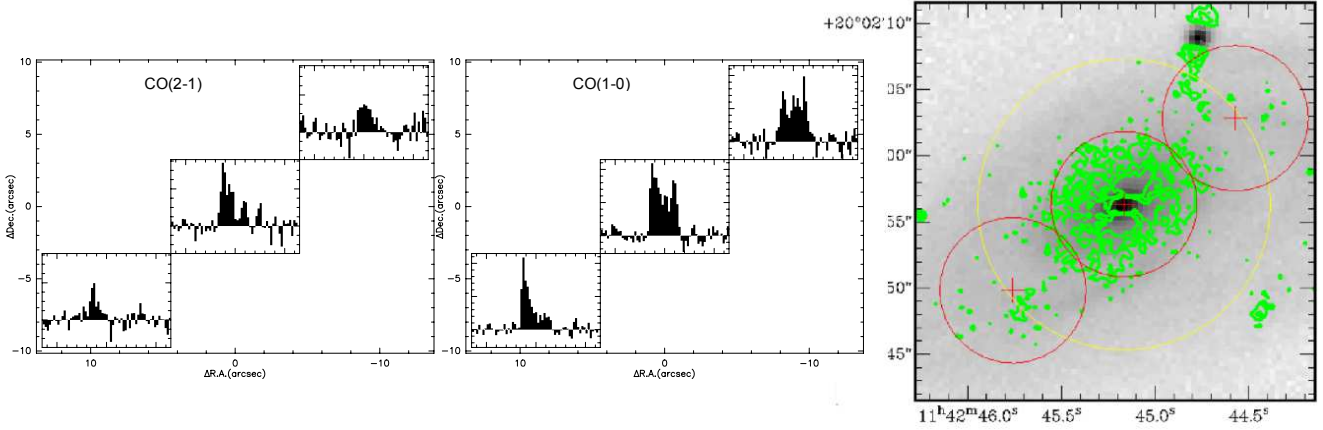 CO(2-1)
10
5
0
−5
−10
ΔDec.(arcsec)
10
0
−10
ΔR.A.(arcsec)
CO(1-0)
10
5
0
−5
−10
ΔDec.(arcsec)
10
0
−10
ΔR.A.(arcsec)
+20°02'10"
05"
00"
55"
50"
45"
11ʰ42ᵐ46.0ˢ
45.5ˢ
45.0ˢ
44.5ˢ